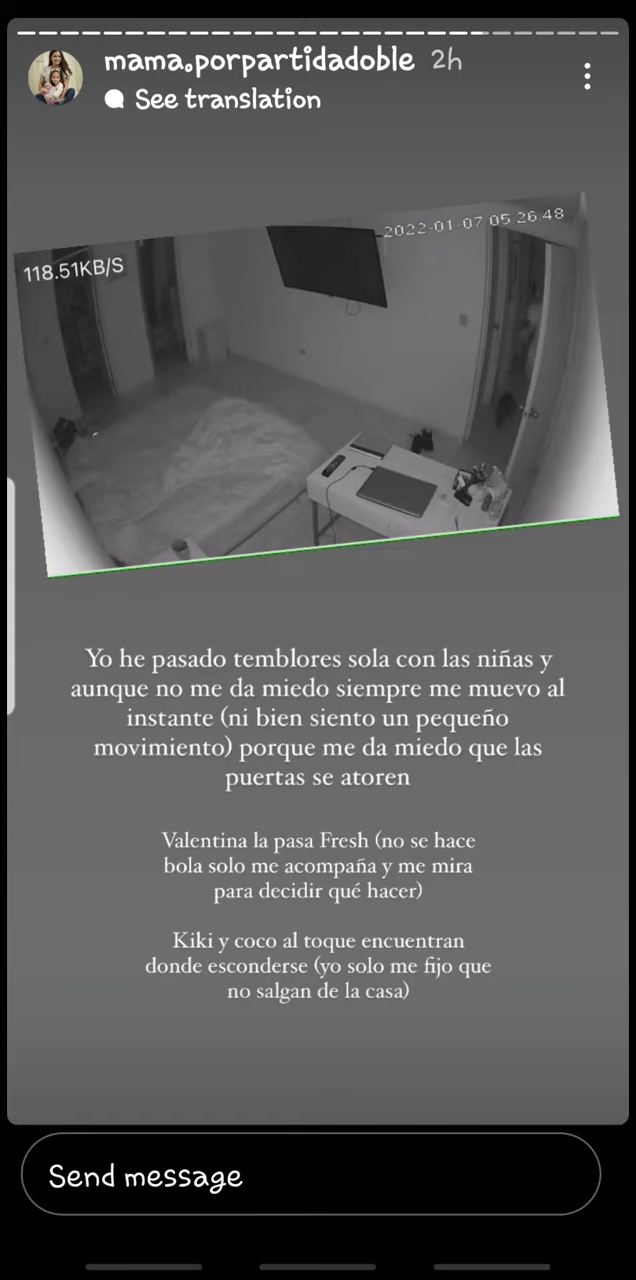 mama.porpartidadoble 2h
See translation
2022-01-07 05:26:48
118.51KB/S
Yo he pasado temblores sola con las niñas y
aunque no me da miedo siempre me muevo al
instante (ni bien siento un pequeño
movimiento) porque me da miedo que las
puertas se atoren
Valentina la pasa Fresh (no se hace
bola solo me acompaña y me mira
para decidir qué hacer)
Kiki y coco al toque encuentran
donde esconderse (yo solo me fijo que
no salgan de la casa)
Send message